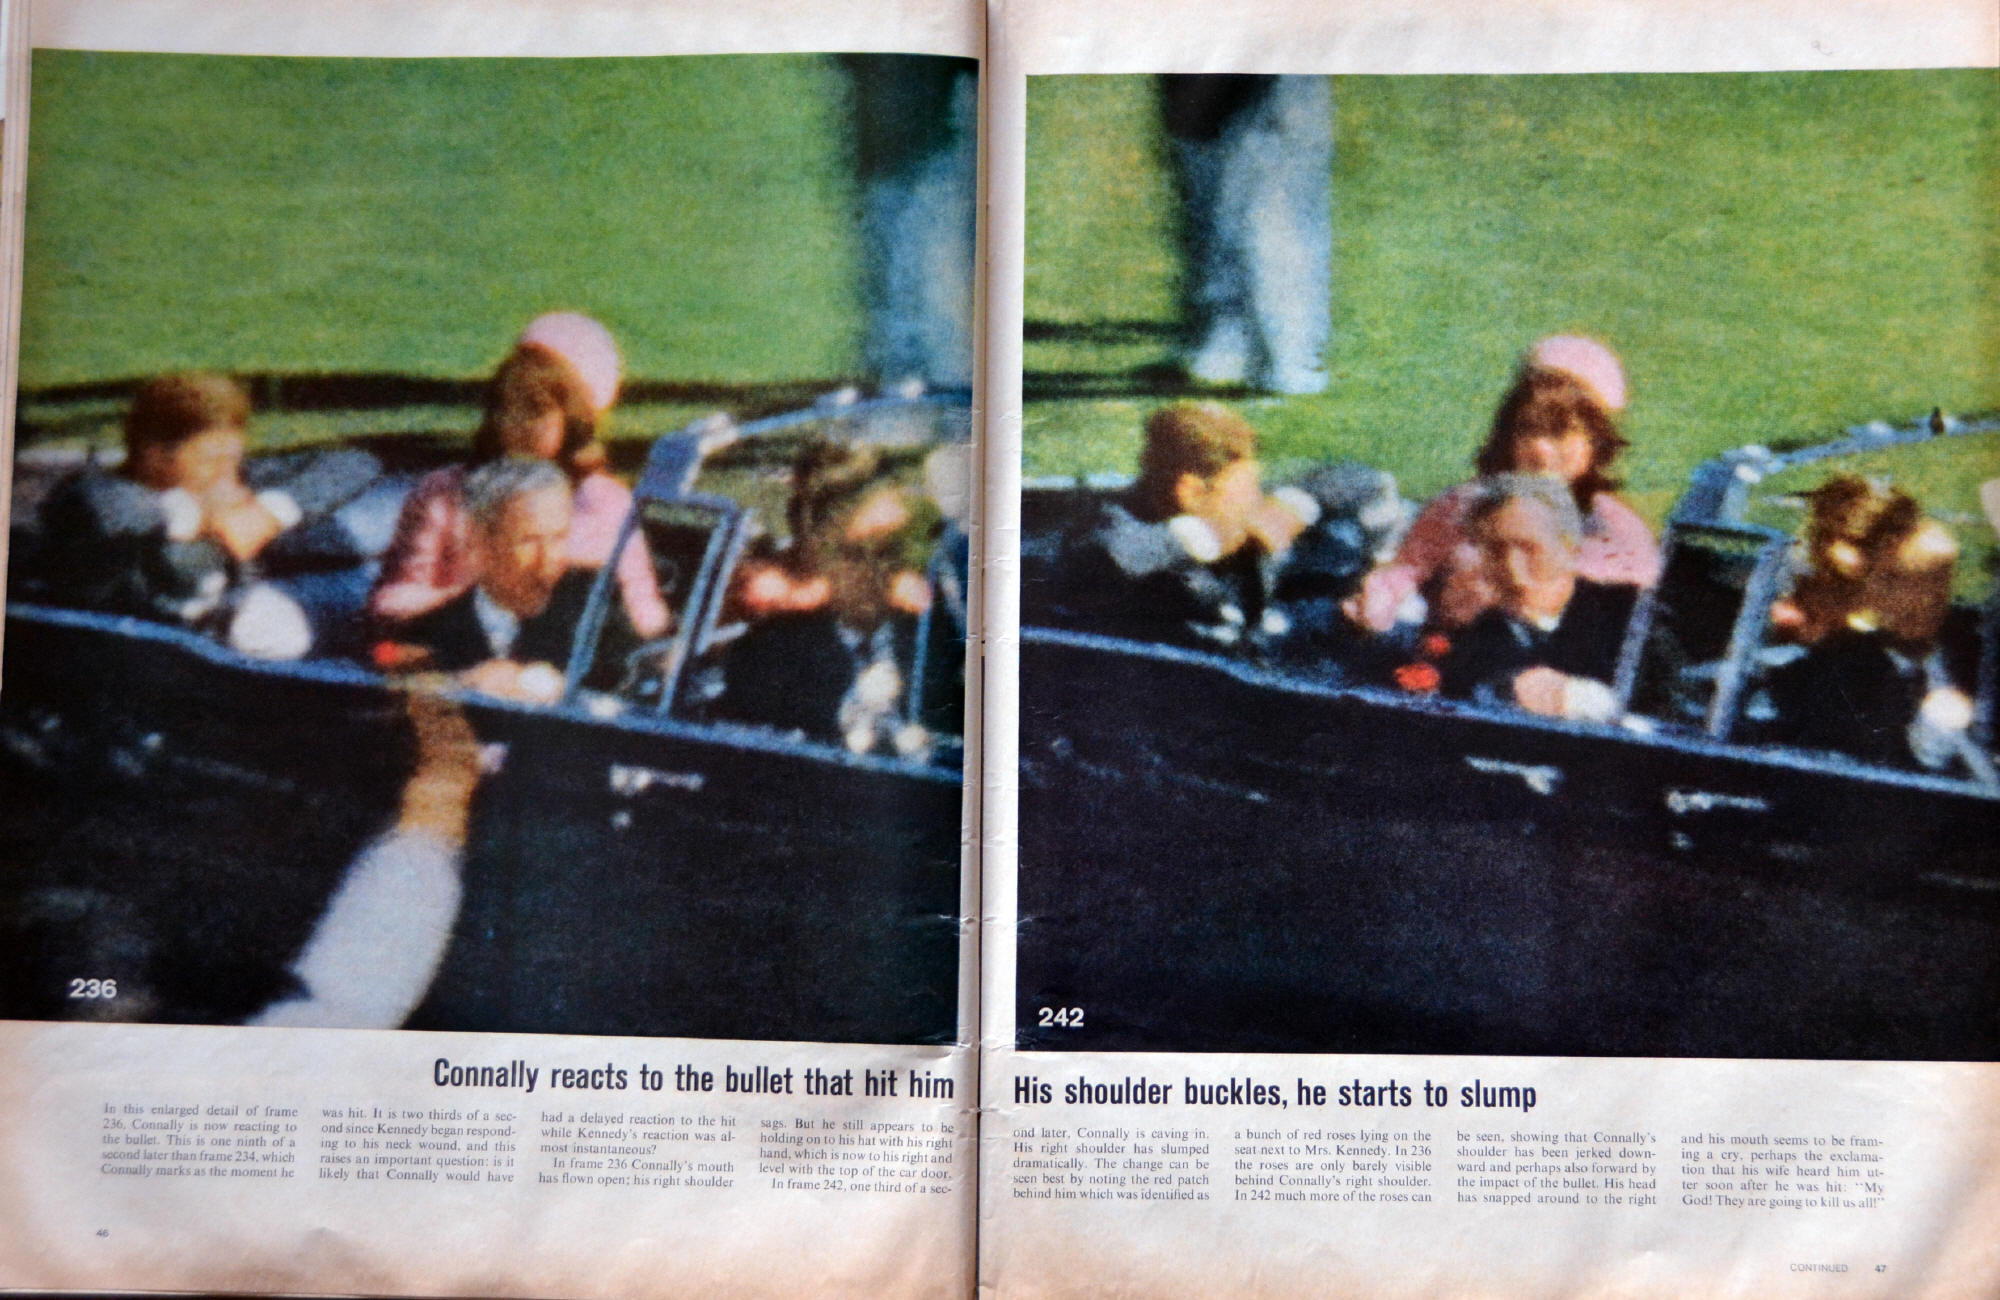 236
Connally reacts to the bullet that hit him
In this enlarged detail of frame
236, Connally is now reacting to
the bullet. This is one ninth of a
second later than frame 234, which
Connally marks as the moment he
was hit. It is two thirds of a sec-
ond since Kennedy began respond-
ing to his neck wound, and this
raises an important question: is it
likely that Connally would have
had a delayed reaction to the hit
while Kennedy's reaction was al-
most instantaneous?
In frame 236 Connally's mouth
has flown open; his right shoulder
sags. But he still appears to be
holding on to his hat with his right
hand, which is now to his right and
level with the top of the car door.
In frame 242, one third of a sec-
46
242
His shoulder buckles, he starts to slump
ond later, Connally is caving in.
His right shoulder has slumped
dramatically. The change can be
seen best by noting the red patch
behind him which was identified as
a bunch of red roses lying on the
seat next to Mrs. Kennedy. In 236
the roses are only barely visible
behind Connally's right shoulder.
In 242 much more of the roses can
be seen, showing that Connally's
shoulder has been jerked down-
ward and perhaps also forward by
the impact of the bullet. His head
has snapped around to the right
and his mouth seems to be fram-
ing a cry, perhaps the exclama-
tion that his wife heard him ut-
ter soon after he was hit: "My
God! They are going to kill us all!"
CONTINUED 47